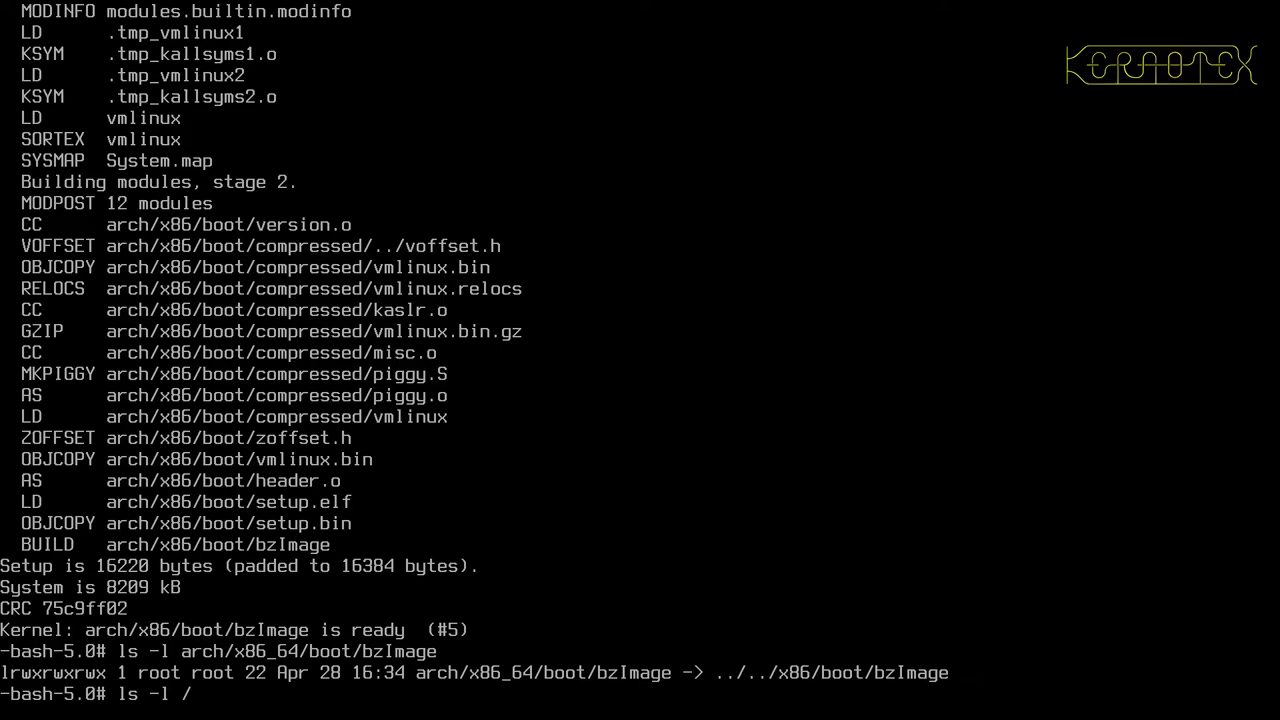 MODINFO modules.builtin.modinfo
LD      .tmp_vmlinux1
KSYM    .tmp_kallsyms1.o
LD      .tmp_vmlinux2
KSYM    .tmp_kallsyms2.o
LD      vmlinux
SORTEX  vmlinux
SYSMAP  System.map
Building modules, stage 2.
MODPOST 12 modules
CC      arch/x86/boot/version.o
VOFFSET arch/x86/boot/compressed/../voffset.h
OBJCOPY arch/x86/boot/compressed/vmlinux.bin
RELOCS  arch/x86/boot/compressed/vmlinux.relocs
CC      arch/x86/boot/compressed/kaslr.o
GZIP    arch/x86/boot/compressed/vmlinux.bin.gz
CC      arch/x86/boot/compressed/misc.o
MKPIGGY arch/x86/boot/compressed/piggy.S
AS      arch/x86/boot/compressed/piggy.o
LD      arch/x86/boot/compressed/vmlinux
ZOFFSET arch/x86/boot/zoffset.h
OBJCOPY arch/x86/boot/vmlinux.bin
AS      arch/x86/boot/header.o
LD      arch/x86/boot/setup.elf
OBJCOPY arch/x86/boot/setup.bin
BUILD   arch/x86/boot/bzImage
Setup is 16220 bytes (padded to 16384 bytes).
System is 8209 kB
CRC 75c9ff02
Kernel: arch/x86/boot/bzImage is ready  (#5)
-bash-5.0# ls -l arch/x86_64/boot/bzImage
lrwxrwxrwx 1 root root 22 Apr 28 16:34 arch/x86_64/boot/bzImage -> ../../x86/boot/bzImage
-bash-5.0# ls -l /